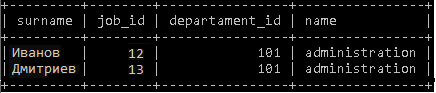 surname | job_id | departament_id | name
Иванов | 12 | 101 | administration
Дмитриев | 13 | 101 | administration